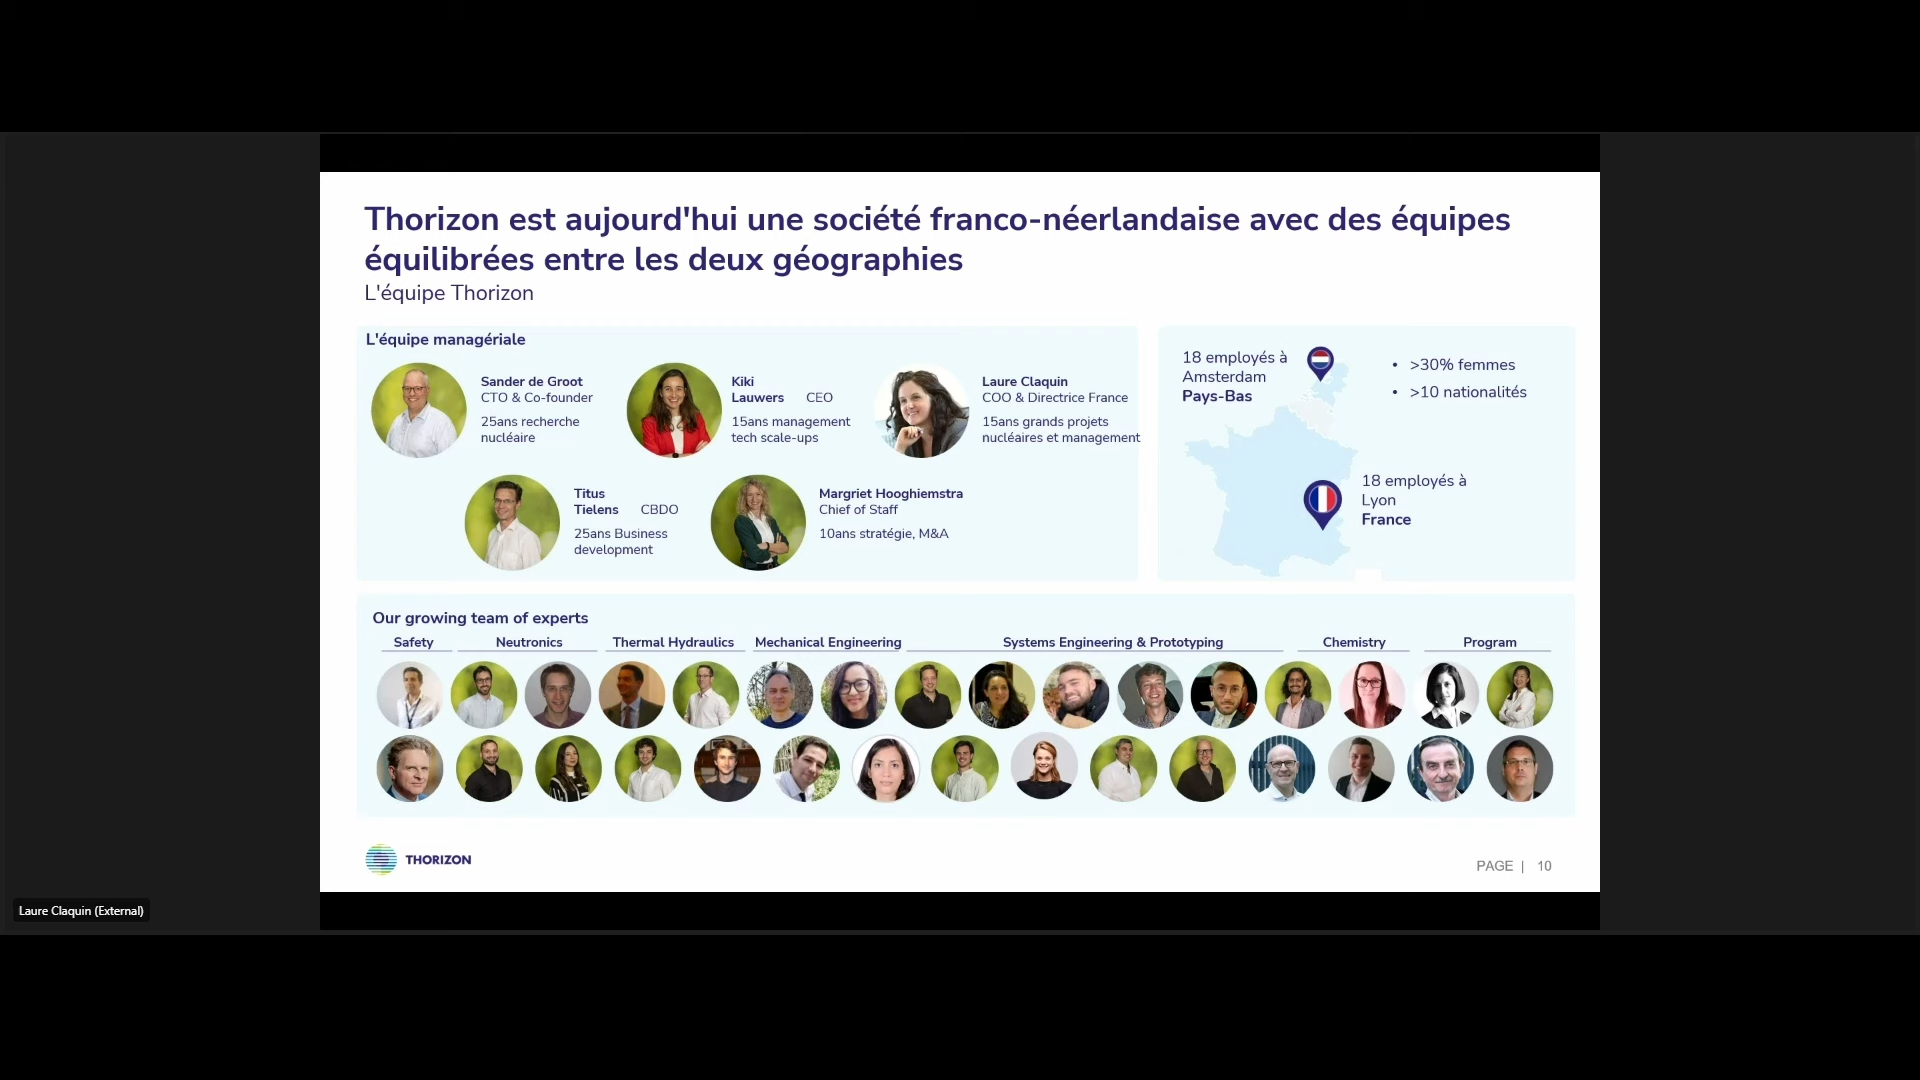 Thorizon est aujourd'hui une société franco-néerlandaise avec des équipes
équilibrées entre les deux géographies
L'équipe Thorizon
L'équipe managériale
Sander de Groot
CTO & Co-founder
25ans recherche
nucléaire
Kiki
Lauwers CEO
15ans management
tech scale-ups
Laure Claquin
COO & Directrice France
15ans grands projets
nucléaires et management
Titus
Tielens CBDO
25ans Business
development
Margriet Hooghiemstra
Chief of Staff
10ans stratégie, M&A
18 employés à
Amsterdam
Pays-Bas
• >30% femmes
• >10 nationalités
18 employés à
Lyon
France
Our growing team of experts
Safety Neutronics Thermal Hydraulics Mechanical Engineering Systems Engineering & Prototyping Chemistry Program
THORIZON
PAGE | 10
Laure Claquin (External)